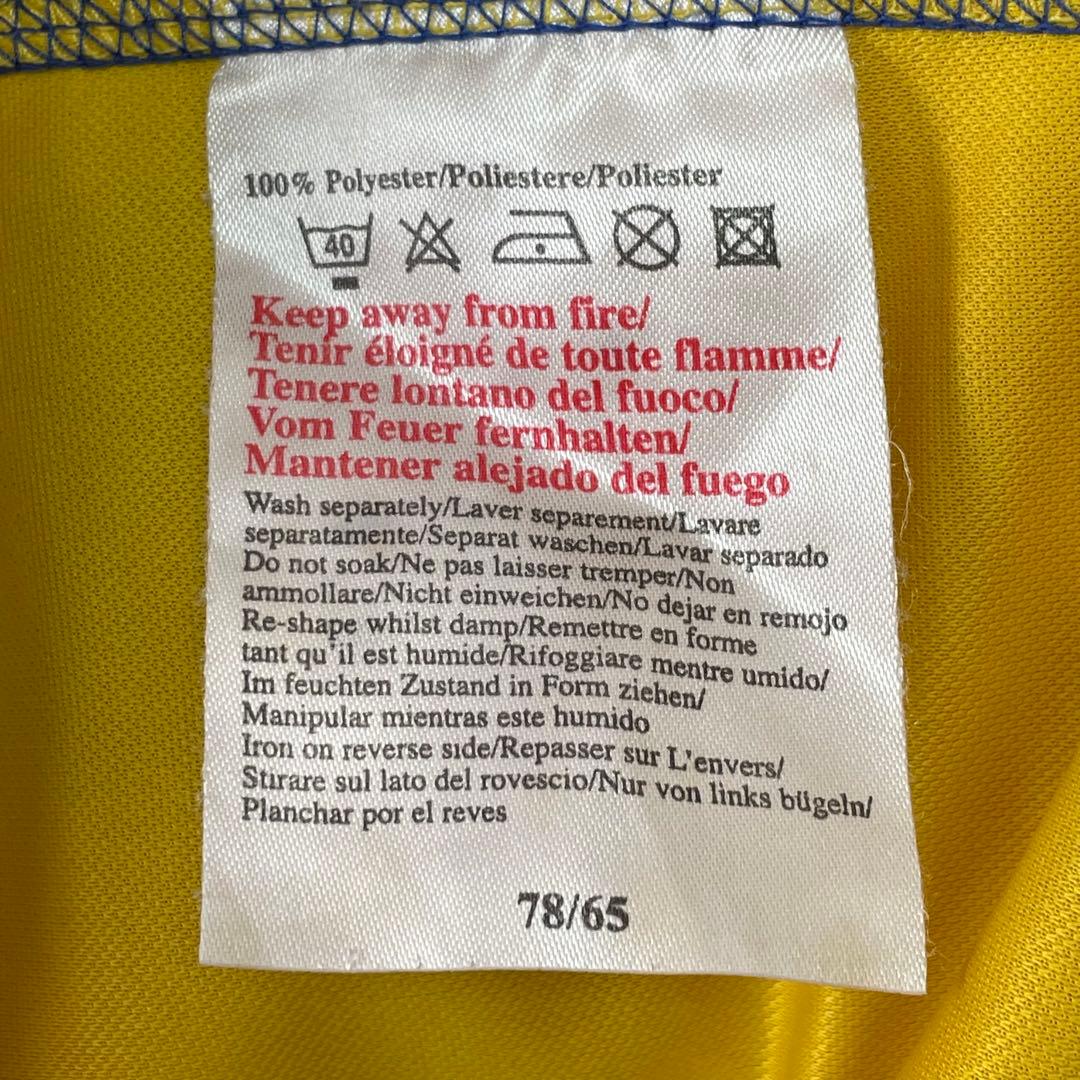 100% Polyester/Poliestere/Poliester
40
Keep away from fire/
Tenir éloigné de toute flamme/
Tenere lontano del fuoco/
Vom Feuer fernhalten/
Mantener alejado del fuego
Wash separately/Laver separement/Lavare
separatamente/Separat waschen/Lavar separado
Do not soak/Ne pas laisser tremper/Non
ammollare/Nicht einweichen/No dejar en remojo
Re-shape whilst damp/Remettre en forme
tant qu'il est humide/Rifoggiare mentre umido/
Im feuchten Zustand in Form ziehen/
Manipular mientras este humido
Iron on reverse side/Repasser sur L'envers/
Stirare sul lato del rovescio/Nur von links bügeln/
Planchar por el reves
78/65